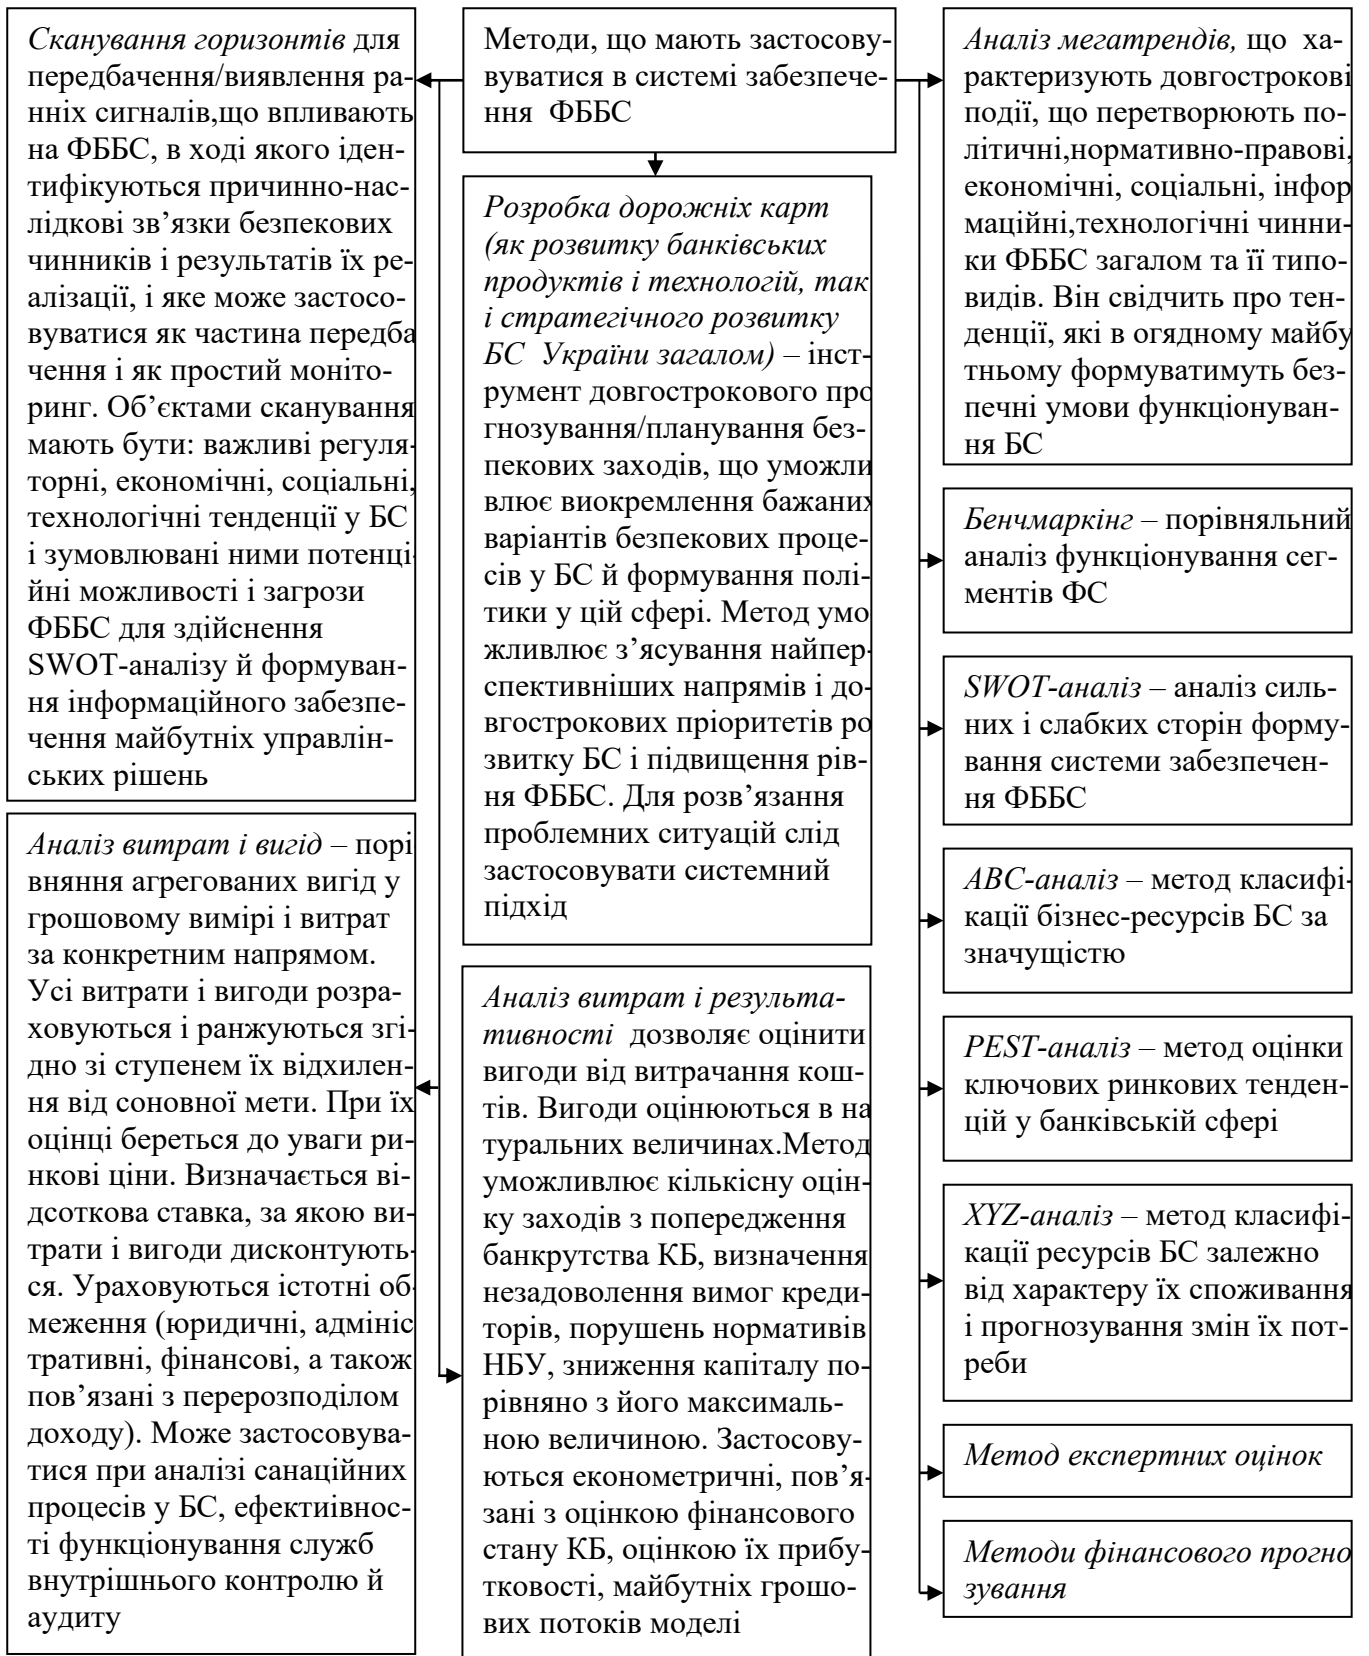 Сканування горизонтів для
передбачення/виявлення ра-
нніх сигналів,що впливають
на ФББС, в ході якого іден-
тифікуються причинно-нас-
лідкові зв’язки безпекових
чинників і результатів їх ре-
алізації, і яке може застосо-
вуватися як частина передба
чення і як простий моніто-
ринг. Об’єктами сканування
мають бути: важливі регуля-
торні, економічні, соціальні,
технологічні тенденції у БС
і зумовлювані ними потенці-
йні можливості і загрози
ФББС для здійснення
SWOT-аналізу й формуван-
ня інформаційного забезпе-
чення майбутніх управлін-
ських рішень
Аналіз витрат і вигід – порі
вняння агрегованих вигід у
грошовому вимірі і витрат
за конкретним напрямом.
Усі витрати і вигоди розра-
ховуються і ранжуються згі-
дно зі ступенем їх відхилен-
ня від соновної мети. При їх
оцінці береться до уваги ри-
нкові ціни. Визначається ві-
дсоткова ставка, за якою ви-
трати і вигоди дисконтують-
ся. Ураховуються істотні об-
меження (юридичні, адмініс
тративні, фінансові, а також
пов’язані з перерозподілом
доходу). Може застосовува-
тися при аналізі санаційних
процесів у БС, ефектиівнос-
ті функціонування служб
внутрішнього контролю й
аудиту
Методи, що мають застосову-
вуватися в системі забезпече-
ння ФББС
Розробка дорожніх карт
(як розвитку банківських
продуктів і технологій, так
і стратегічного розвитку
БС України загалом) – інст-
румент довгострокового про
гнозування/планування без-
пекових заходів, що уможли
влює виокремлення бажаних
варіантів безпекових проце-
сів у БС й формування полі-
тики у цій сфері. Метод умо
жливлює з’ясування найпер-
спективніших напрямів і до-
вгострокових пріоритетів ро
звитку БС і підвищення рів-
ня ФББС. Для розв’язання
проблемних ситуацій слід
застосовувати системний
підхід
Аналіз витрат і результа-
тивності дозволяє оцінити
вигоди від витрачання кош-
тів. Вигоди оцінюються в на
туральних величинах.Метод
уможливлює кількісну оцін-
ку заходів з попередження
банкрутства КБ, визначення
незадоволення вимог креди-
торів, порушень нормативів
НБУ, зниження капіталу по-
рівняно з його максималь-
ною величиною. Застосову-
ються економетричні, пов’я-
зані з оцінкою фінансового
стану КБ, оцінкою їх прибу-
тковості, майбутніх грошо-
вих потоків моделі
Аналіз мегатрендів, що ха-
рактеризують довгострокові
події, що перетворюють по-
літичні,нормативно-правові,
економічні, соціальні, інфор
маційні,технологічні чинни-
ки ФББС загалом та її типо-
видів. Він свідчить про тен-
денції, які в огядному майбу
тньому формуватимуть без-
печні умови функціонуван-
ня БС
Бенчмаркінг – порівняльний
аналіз функціонування сег-
ментів ФС
SWOT-аналіз – аналіз силь-
них і слабких сторін форму-
вання системи забезпечен-
ня ФББС
АВС-аналіз – метод класифі-
кації бізнес-ресурсів БС за
значущістю
PEST-аналіз – метод оцінки
ключових ринкових тенден-
цій у банківській сфері
XYZ-аналіз – метод класифі-
кації ресурсів БС залежно
від характеру їх споживання
і прогнозування змін їх пот-
реби
Метод експертних оцінок
Методи фінансового прогно
зування